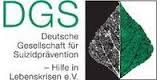 DGS
Deutsche
Gesellschaft für
Suizidprävention
– Hilfe in
Lebenskrisen e.V.